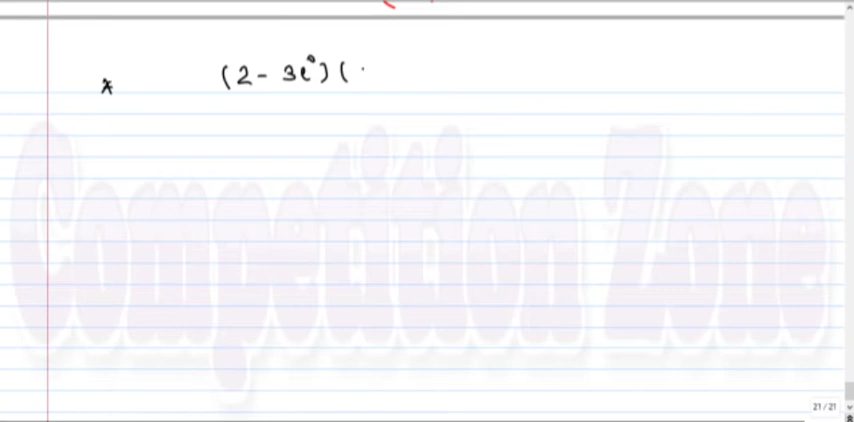 * (2 - 3i) (
Competition Zone
21/21